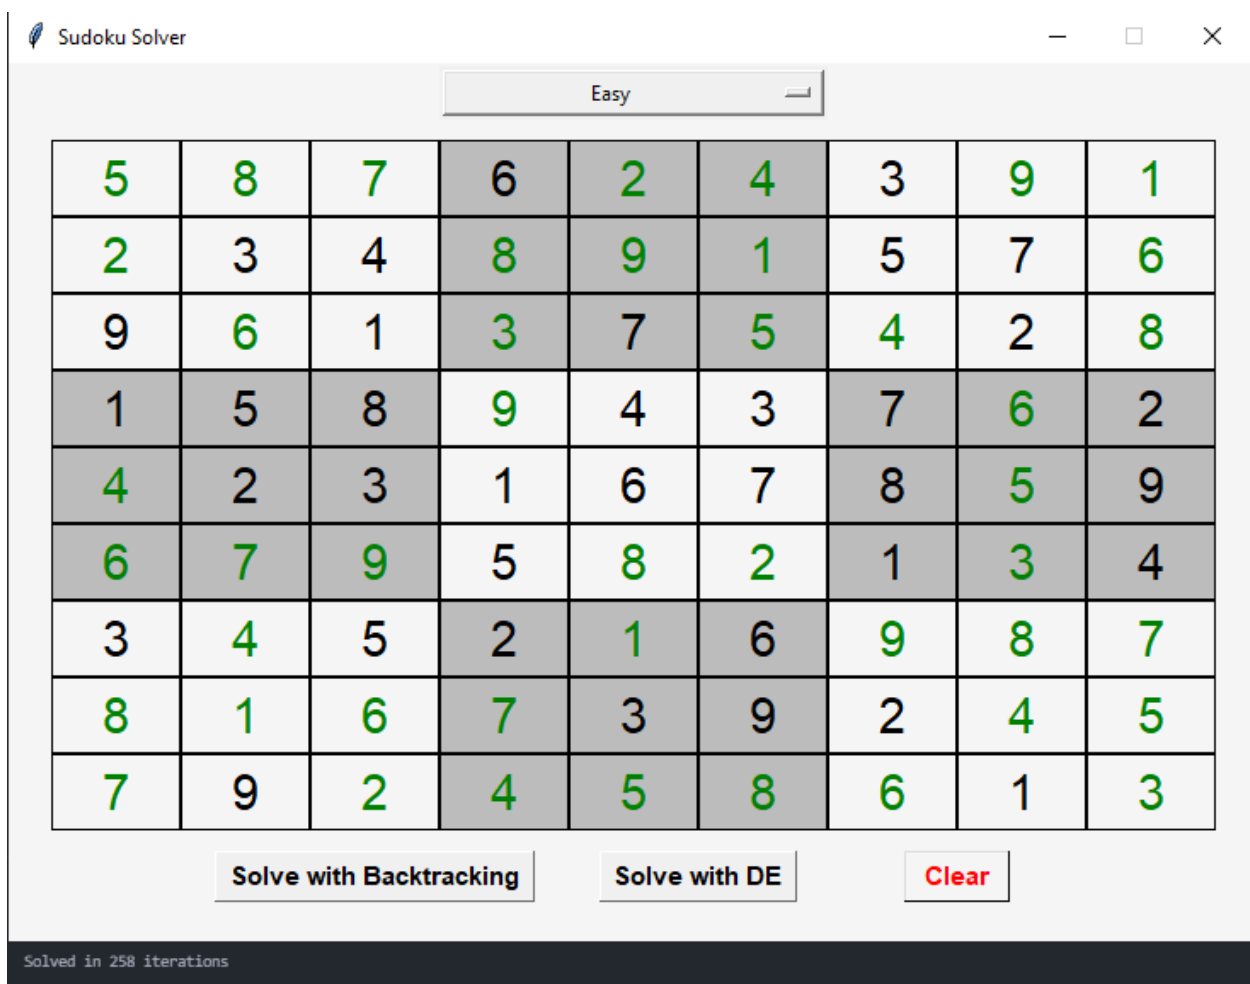 Sudoku Solver
Easy
5 8 7 6 2 4 3 9 1
2 3 4 8 9 1 5 7 6
9 6 1 3 7 5 4 2 8
1 5 8 9 4 3 7 6 2
4 2 3 1 6 7 8 5 9
6 7 9 5 8 2 1 3 4
3 4 5 2 1 6 9 8 7
8 1 6 7 3 9 2 4 5
7 9 2 4 5 8 6 1 3
Solve with Backtracking Solve with DE Clear
Solved in 258 iterations